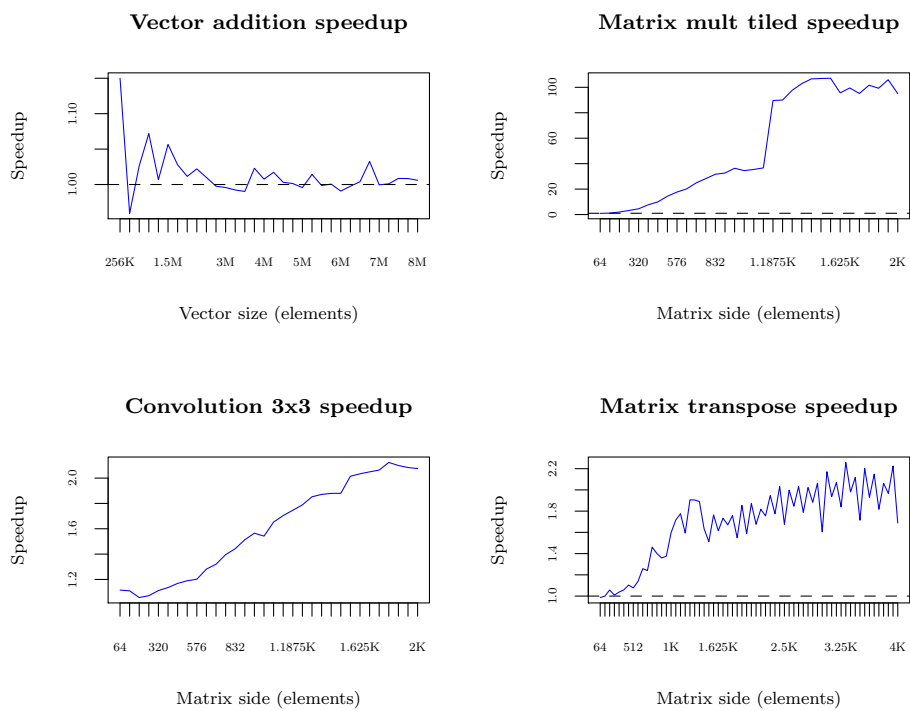 Vector addition speedup
Speedup
1.10
1.00
256K 1.5M 3M 4M 5M 6M 7M 8M
Vector size (elements)
Matrix mult tiled speedup
Speedup
100
60
20
0
64 320 576 832 1.1875K 1.625K 2K
Matrix side (elements)
Convolution 3x3 speedup
Speedup
2.0
1.6
1.2
64 320 576 832 1.1875K 1.625K 2K
Matrix side (elements)
Matrix transpose speedup
Speedup
2.2
1.8
1.4
1.0
64 512 1K 1.625K 2.5K 3.25K 4K
Matrix side (elements)